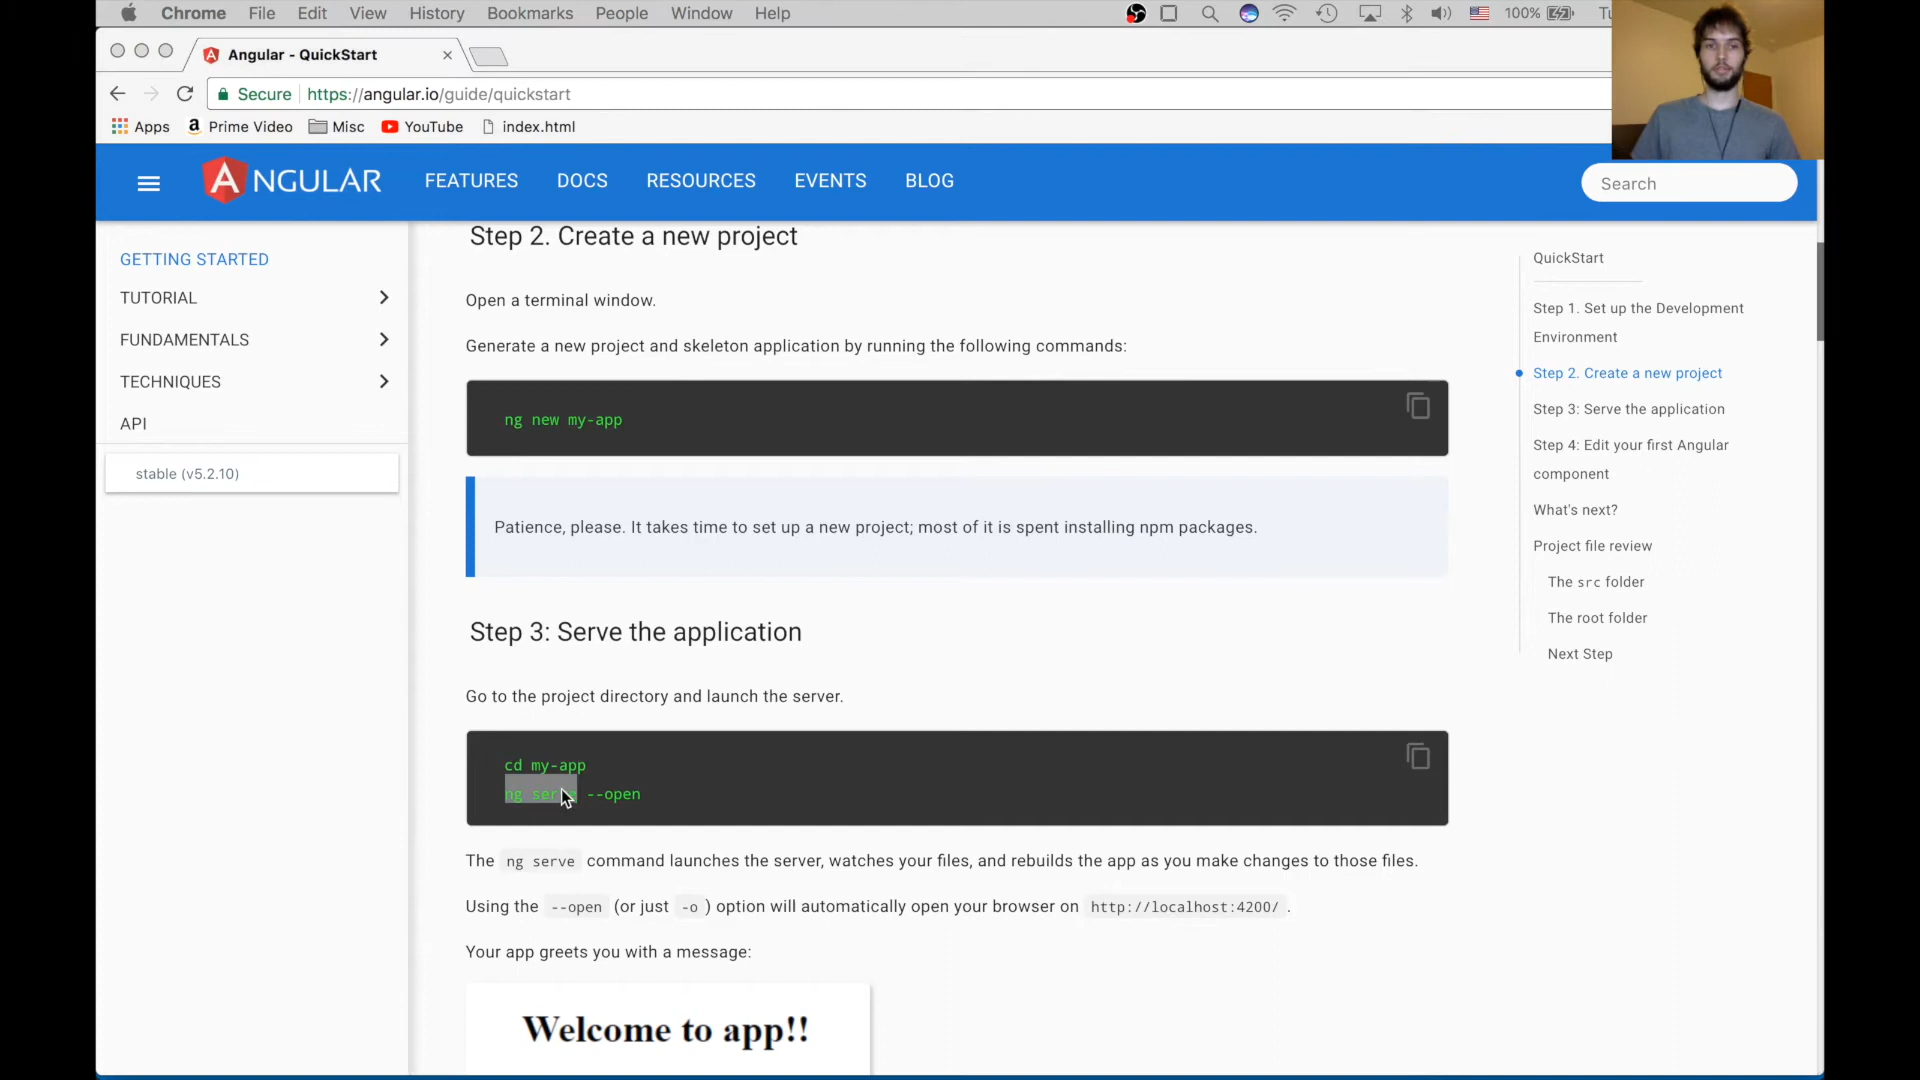 Chrome File Edit View History Bookmarks People Window Help 100%
Angular - QuickStart
Secure https://angular.io/guide/quickstart
Apps Prime Video Misc YouTube index.html
ANGULAR FEATURES DOCS RESOURCES EVENTS BLOG Search
GETTING STARTED
TUTORIAL
FUNDAMENTALS
TECHNIQUES
API
stable (v5.2.10)
Step 2. Create a new project
Open a terminal window.
Generate a new project and skeleton application by running the following commands:
ng new my-app
Patience, please. It takes time to set up a new project; most of it is spent installing npm packages.
Step 3: Serve the application
Go to the project directory and launch the server.
cd my-app
ng serve --open
The ng serve command launches the server, watches your files, and rebuilds the app as you make changes to those files.
Using the --open (or just -o ) option will automatically open your browser on http://localhost:4200/ .
Your app greets you with a message:
Welcome to app!!
QuickStart
Step 1. Set up the Development
Environment
Step 2. Create a new project
Step 3: Serve the application
Step 4: Edit your first Angular
component
What's next?
Project file review
The src folder
The root folder
Next Step